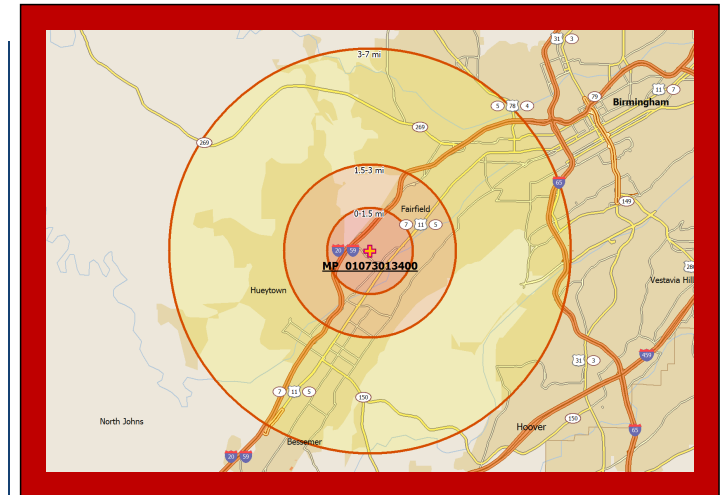 31 3
3-7 mi
11 7
79
Birmingham
5 78 4
269
269
1.5-3 mi
65
149
0-1.5 mi
Fairfield
7 11 5
20 59
MP_01073013400
Vestavia Hill
Hueytown
459
31 3
7 11 5
150
150
North Johns
Hoover
65
Bessemer
20 59